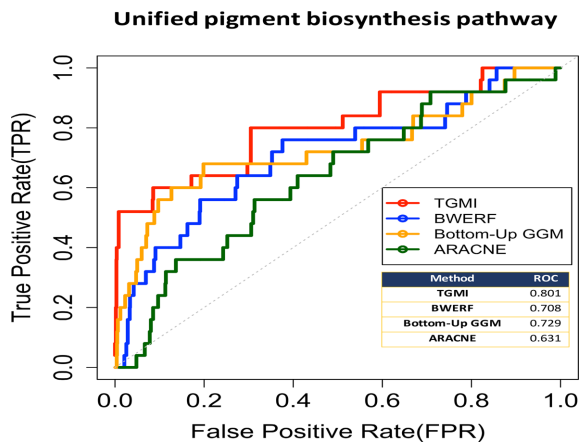 Unified pigment biosynthesis pathway
True Positive Rate(TPR)
1.0
0.8
0.6
0.4
0.2
0.0
TGMI
BWERF
Bottom-Up GGM
ARACNE
Method ROC
TGMI 0.801
BWERF 0.708
Bottom-Up GGM 0.729
ARACNE 0.631
0.0 0.2 0.4 0.6 0.8 1.0
False Positive Rate(FPR)